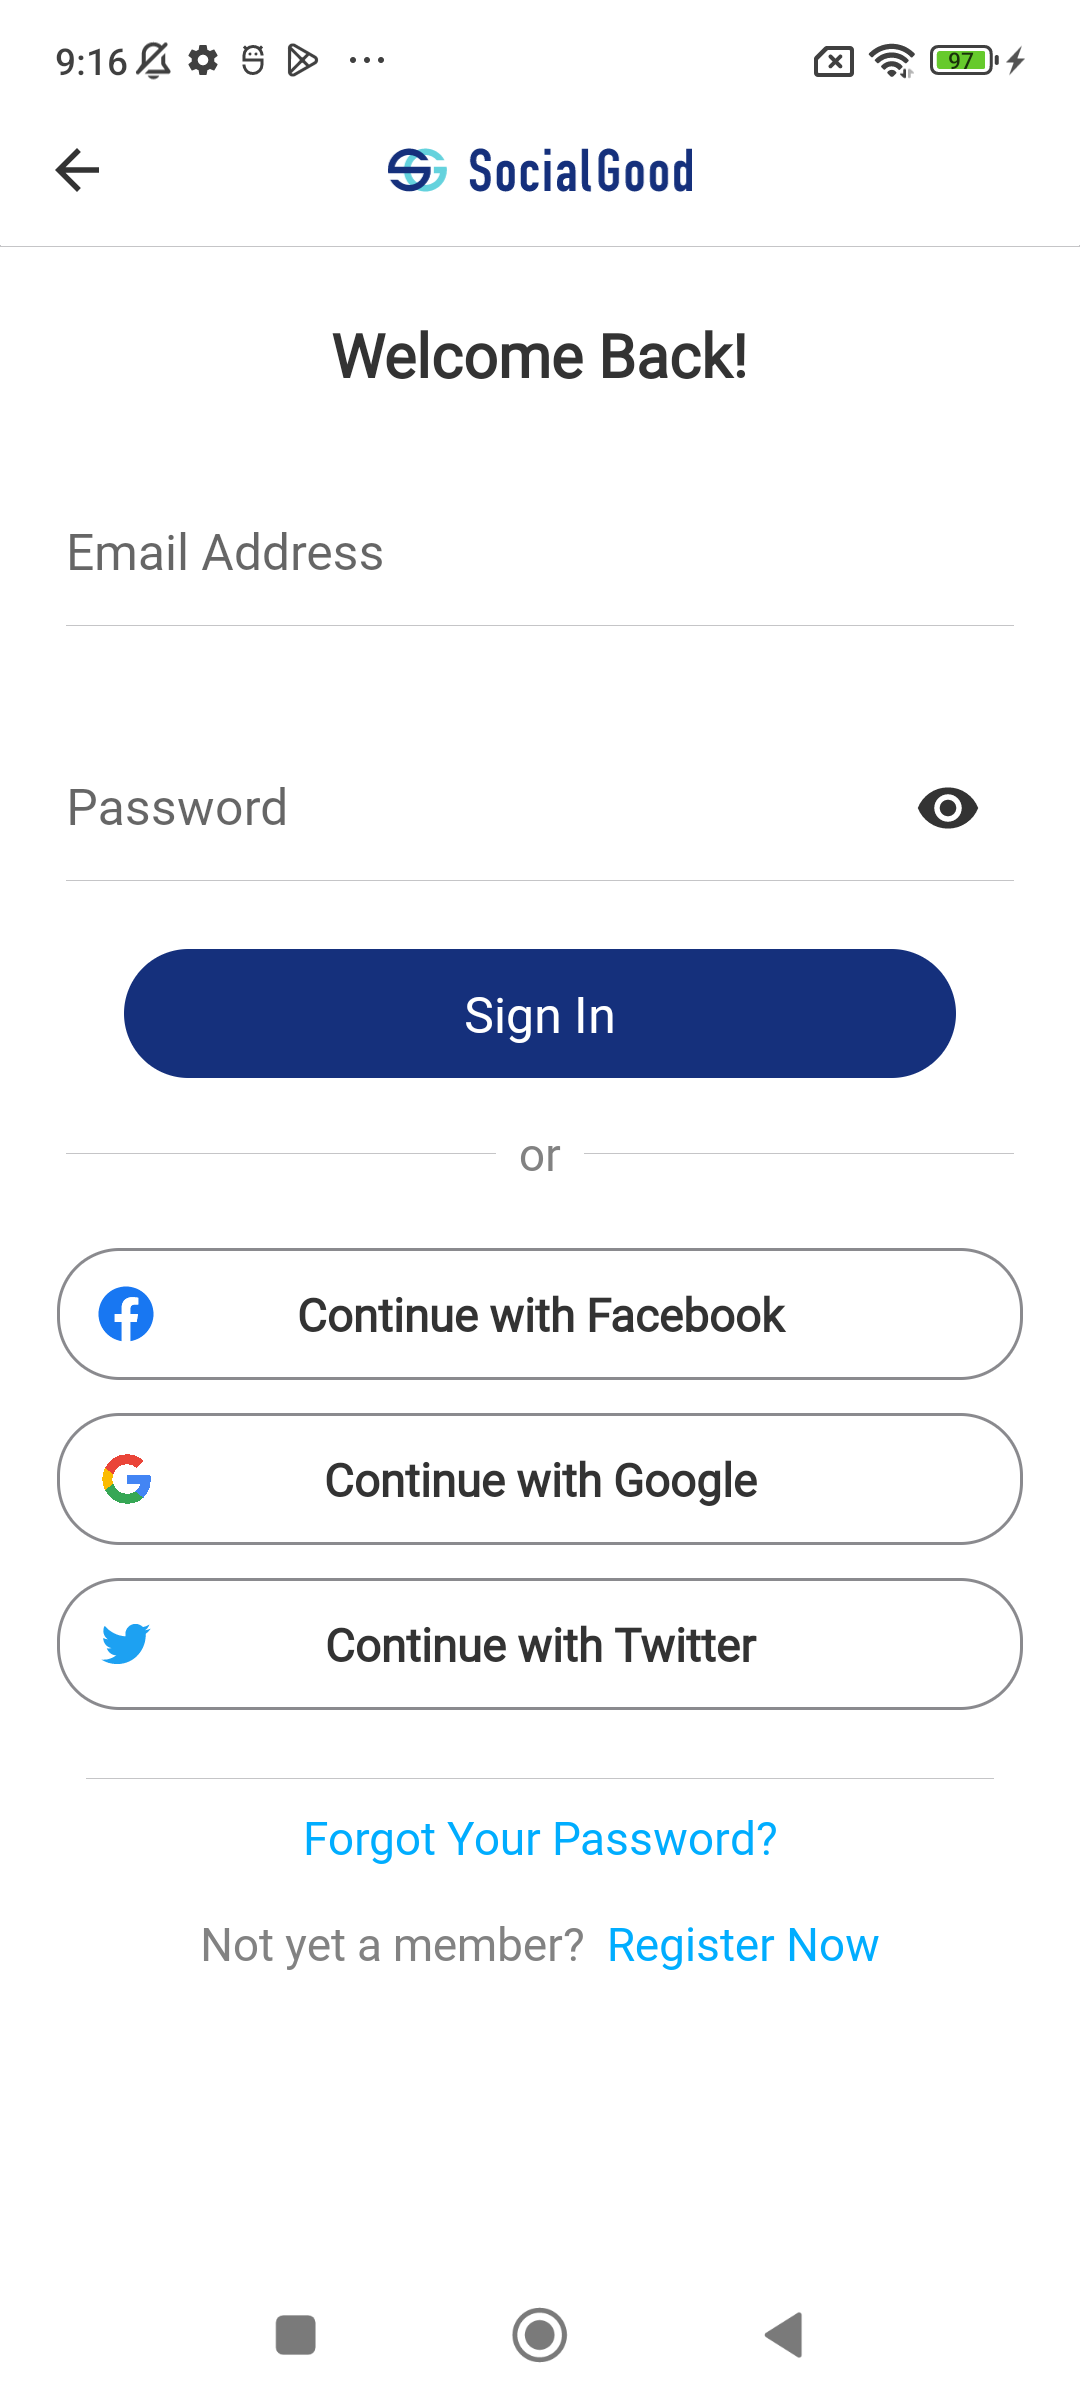 9:16
97
SocialGood
Welcome Back!
Email Address
Password
Sign In
or
Continue with Facebook
Continue with Google
Continue with Twitter
Forgot Your Password?
Not yet a member? Register Now